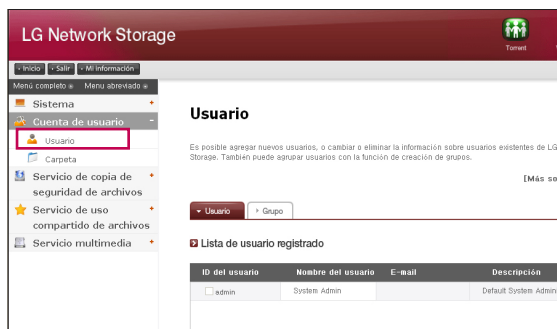 LG Network Storage
Torrent
Inicio Salir Mi información
Menú completo Menu abreviado
Sistema +
Cuenta de usuario -
Usuario
Carpeta
Servicio de copia de +
seguridad de archivos
Servicio de uso +
compartido de archivos
Servicio multimedia +
Usuario
Es posible agregar nuevos usuarios, o cambiar o eliminar la información sobre usuarios existentes de LG
Storage. También puede agrupar usuarios con la función de creación de grupos.
[Más so
Usuario Grupo
Lista de usuario registrado
ID del usuario Nombre del usuario E-mail Descripción
admin System Admin Default System Admin